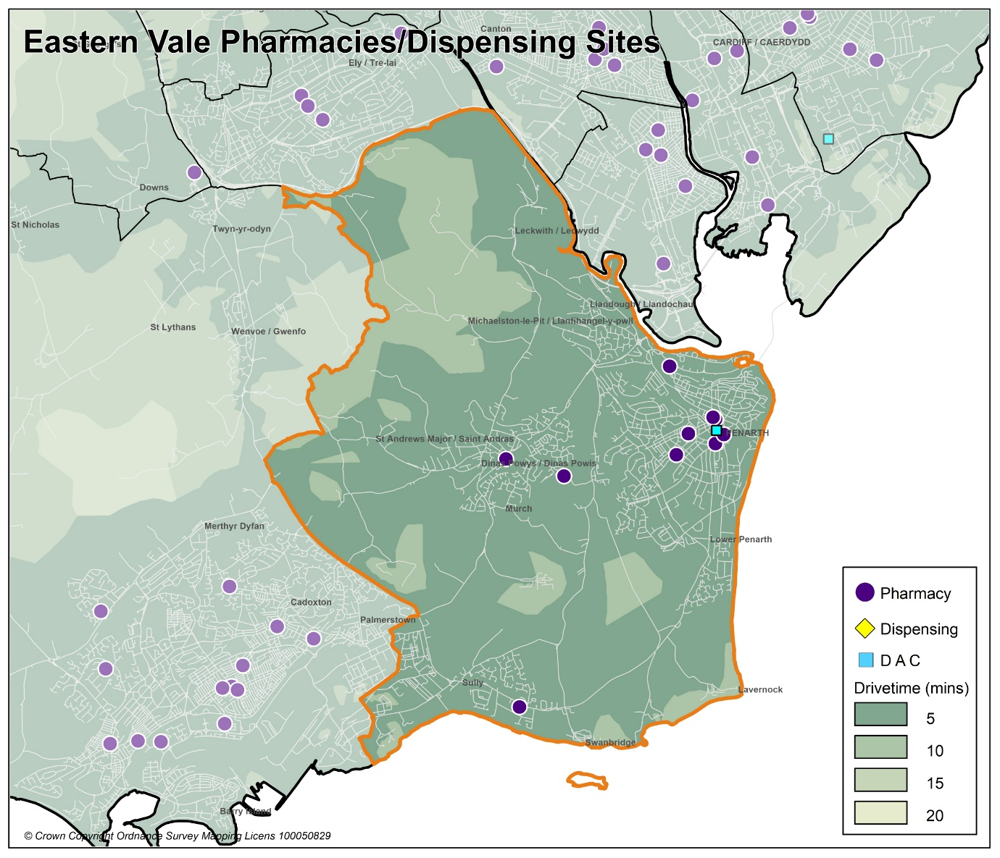 Eastern Vale Pharmacies/Dispensing Sites
Canton
CARDIFF / CAERDYDD
Ely / Tre-lai
Downs
St Nicholas
Twyn-yr-odyn
Leckwith / Lecwydd
Llandough / Llandochau
Michaelston-le-Pit / Llanfihangel-y-pwll
St Lythans
Wenvoe / Gwenfo
St Andrews Major / Saint Andras
PENARTH
Dinas Powys / Dinas Powis
Murch
Merthyr Dyfan
Lower Penarth
Cadoxton
Palmerstown
Sully
Lavernock
Swanbridge
Barry Island
Pharmacy
Dispensing
D A C
Drivetime (mins)
5
10
15
20
© Crown Copyright Ordnance Survey Mapping Licens 100050829